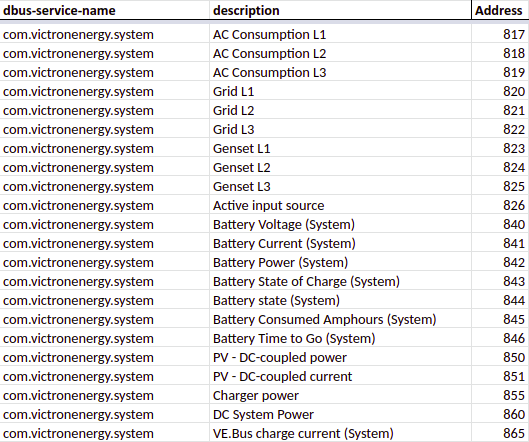 dbus-service-name description Address
com.victronenergy.system AC Consumption L1 817
com.victronenergy.system AC Consumption L2 818
com.victronenergy.system AC Consumption L3 819
com.victronenergy.system Grid L1 820
com.victronenergy.system Grid L2 821
com.victronenergy.system Grid L3 822
com.victronenergy.system Genset L1 823
com.victronenergy.system Genset L2 824
com.victronenergy.system Genset L3 825
com.victronenergy.system Active input source 826
com.victronenergy.system Battery Voltage (System) 840
com.victronenergy.system Battery Current (System) 841
com.victronenergy.system Battery Power (System) 842
com.victronenergy.system Battery State of Charge (System) 843
com.victronenergy.system Battery state (System) 844
com.victronenergy.system Battery Consumed Amphours (System) 845
com.victronenergy.system Battery Time to Go (System) 846
com.victronenergy.system PV - DC-coupled power 850
com.victronenergy.system PV - DC-coupled current 851
com.victronenergy.system Charger power 855
com.victronenergy.system DC System Power 860
com.victronenergy.system VE.Bus charge current (System) 865